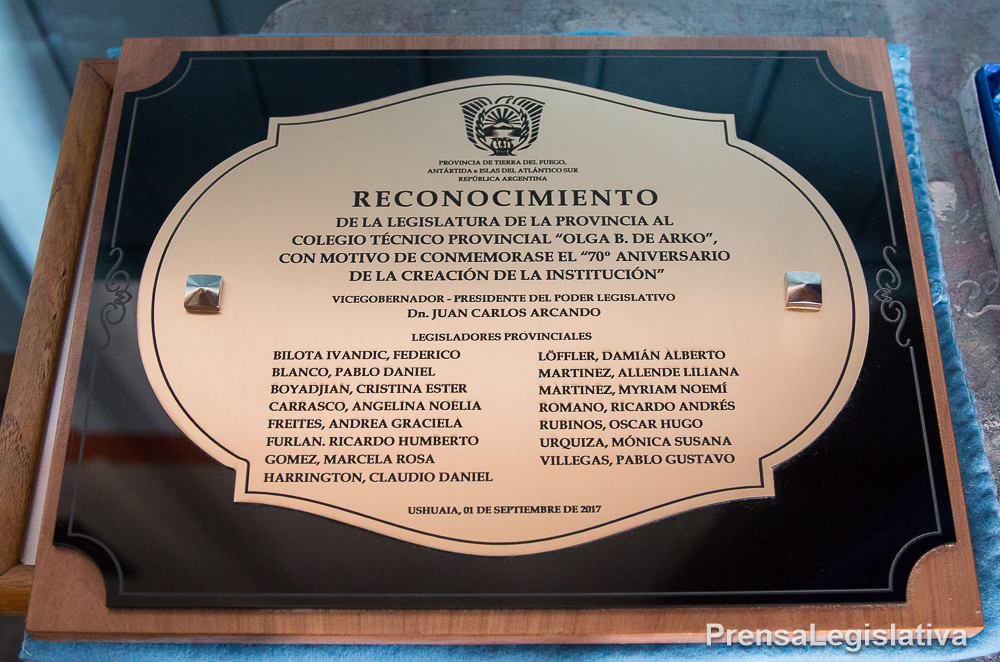 PROVINCIA DE TIERRA DEL FUEGO,
ANTÁRTIDA e ISLAS DEL ATLÁNTICO SUR
REPÚBLICA ARGENTINA
RECONOCIMIENTO
DE LA LEGISLATURA DE LA PROVINCIA AL
COLEGIO TÉCNICO PROVINCIAL “OLGA B. DE ARKO”,
CON MOTIVO DE CONMEMORASE EL “70º ANIVERSARIO
DE LA CREACIÓN DE LA INSTITUCIÓN”
VICEGOBERNADOR - PRESIDENTE DEL PODER LEGISLATIVO
Dn. JUAN CARLOS ARCANDO
LEGISLADORES PROVINCIALES
BILOTA IVANDIC, FEDERICO
BLANCO, PABLO DANIEL
BOYADJIAN, CRISTINA ESTER
CARRASCO, ANGELINA NOELIA
FREITES, ANDREA GRACIELA
FURLAN. RICARDO HUMBERTO
GOMEZ, MARCELA ROSA
HARRINGTON, CLAUDIO DANIEL
LÖFFLER, DAMIÁN ALBERTO
MARTINEZ, ALLENDE LILIANA
MARTINEZ, MYRIAM NOEMÍ
ROMANO, RICARDO ANDRÉS
RUBINOS, OSCAR HUGO
URQUIZA, MÓNICA SUSANA
VILLEGAS, PABLO GUSTAVO
USHUAIA, 01 DE SEPTIEMBRE DE 2017
PrensaLegislativa